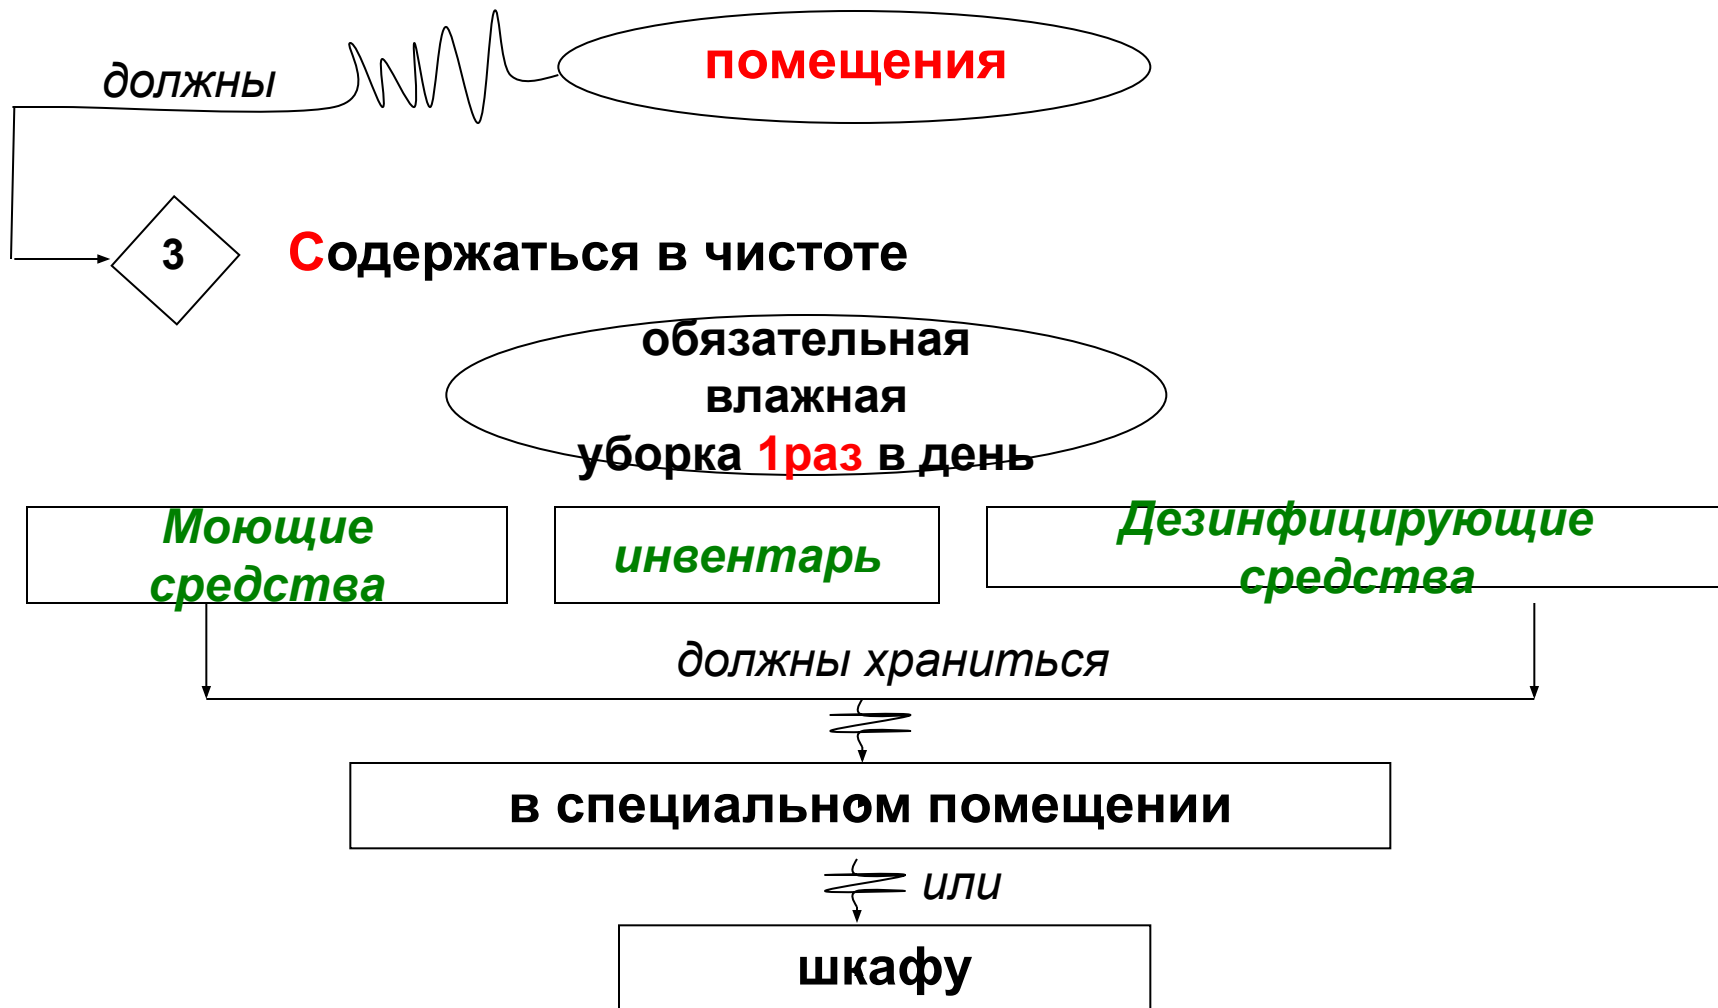 помещения
должны
3
Содержаться в чистоте
обязательная
влажная
уборка 1раз в день
Моющие
средства
инвентарь
Дезинфицирующие
средства
должны храниться
в специальном помещении
или
шкафу